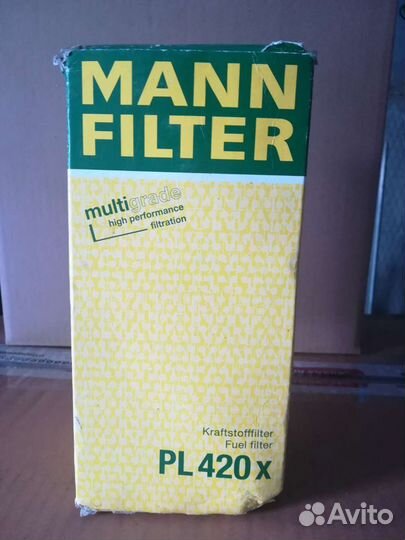 MANN
FILTER
multigrade
high performance
filtration
Kraftstofffilter
Fuel filter
PL 420 x
Avito